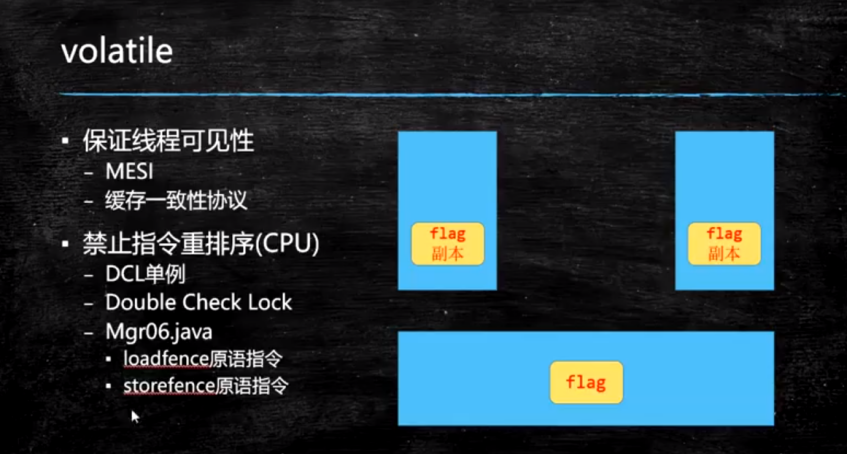 volatile
保证线程可见性
MESI
缓存一致性协议
禁止指令重排序(CPU)
DCL单例
Double Check Lock
Mgr06.java
loadfence原语指令
storefence原语指令
flag
副本
flag
副本
flag